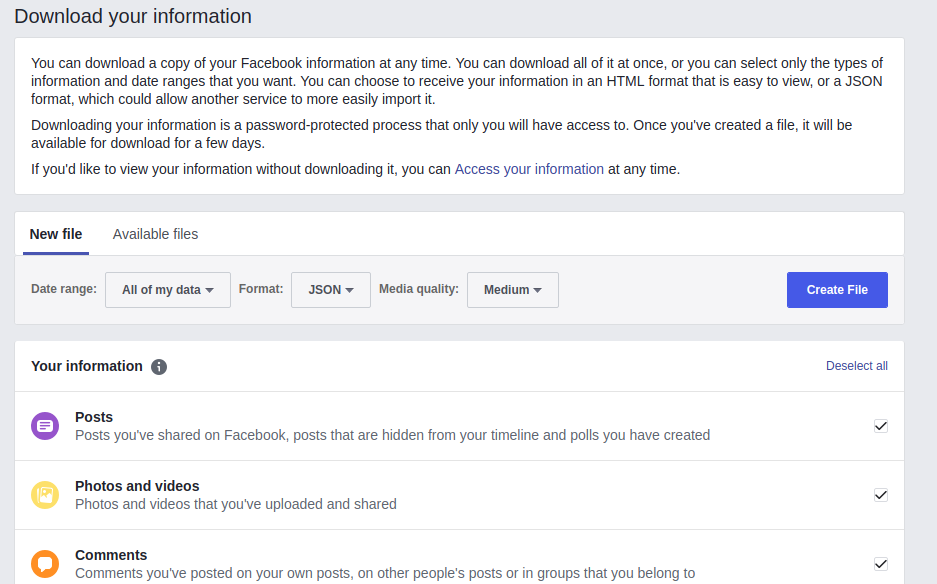 Download your information
You can download a copy of your Facebook information at any time. You can download all of it at once, or you can select only the types of
information and date ranges that you want. You can choose to receive your information in an HTML format that is easy to view, or a JSON
format, which could allow another service to more easily import it.
Downloading your information is a password-protected process that only you will have access to. Once you've created a file, it will be
available for download for a few days.
If you'd like to view your information without downloading it, you can Access your information at any time.
New file Available files
Date range: All of my data Format: JSON Media quality: Medium Create File
Your information Deselect all
Posts
Posts you've shared on Facebook, posts that are hidden from your timeline and polls you have created
Photos and videos
Photos and videos that you've uploaded and shared
Comments
Comments you've posted on your own posts, on other people's posts or in groups that you belong to